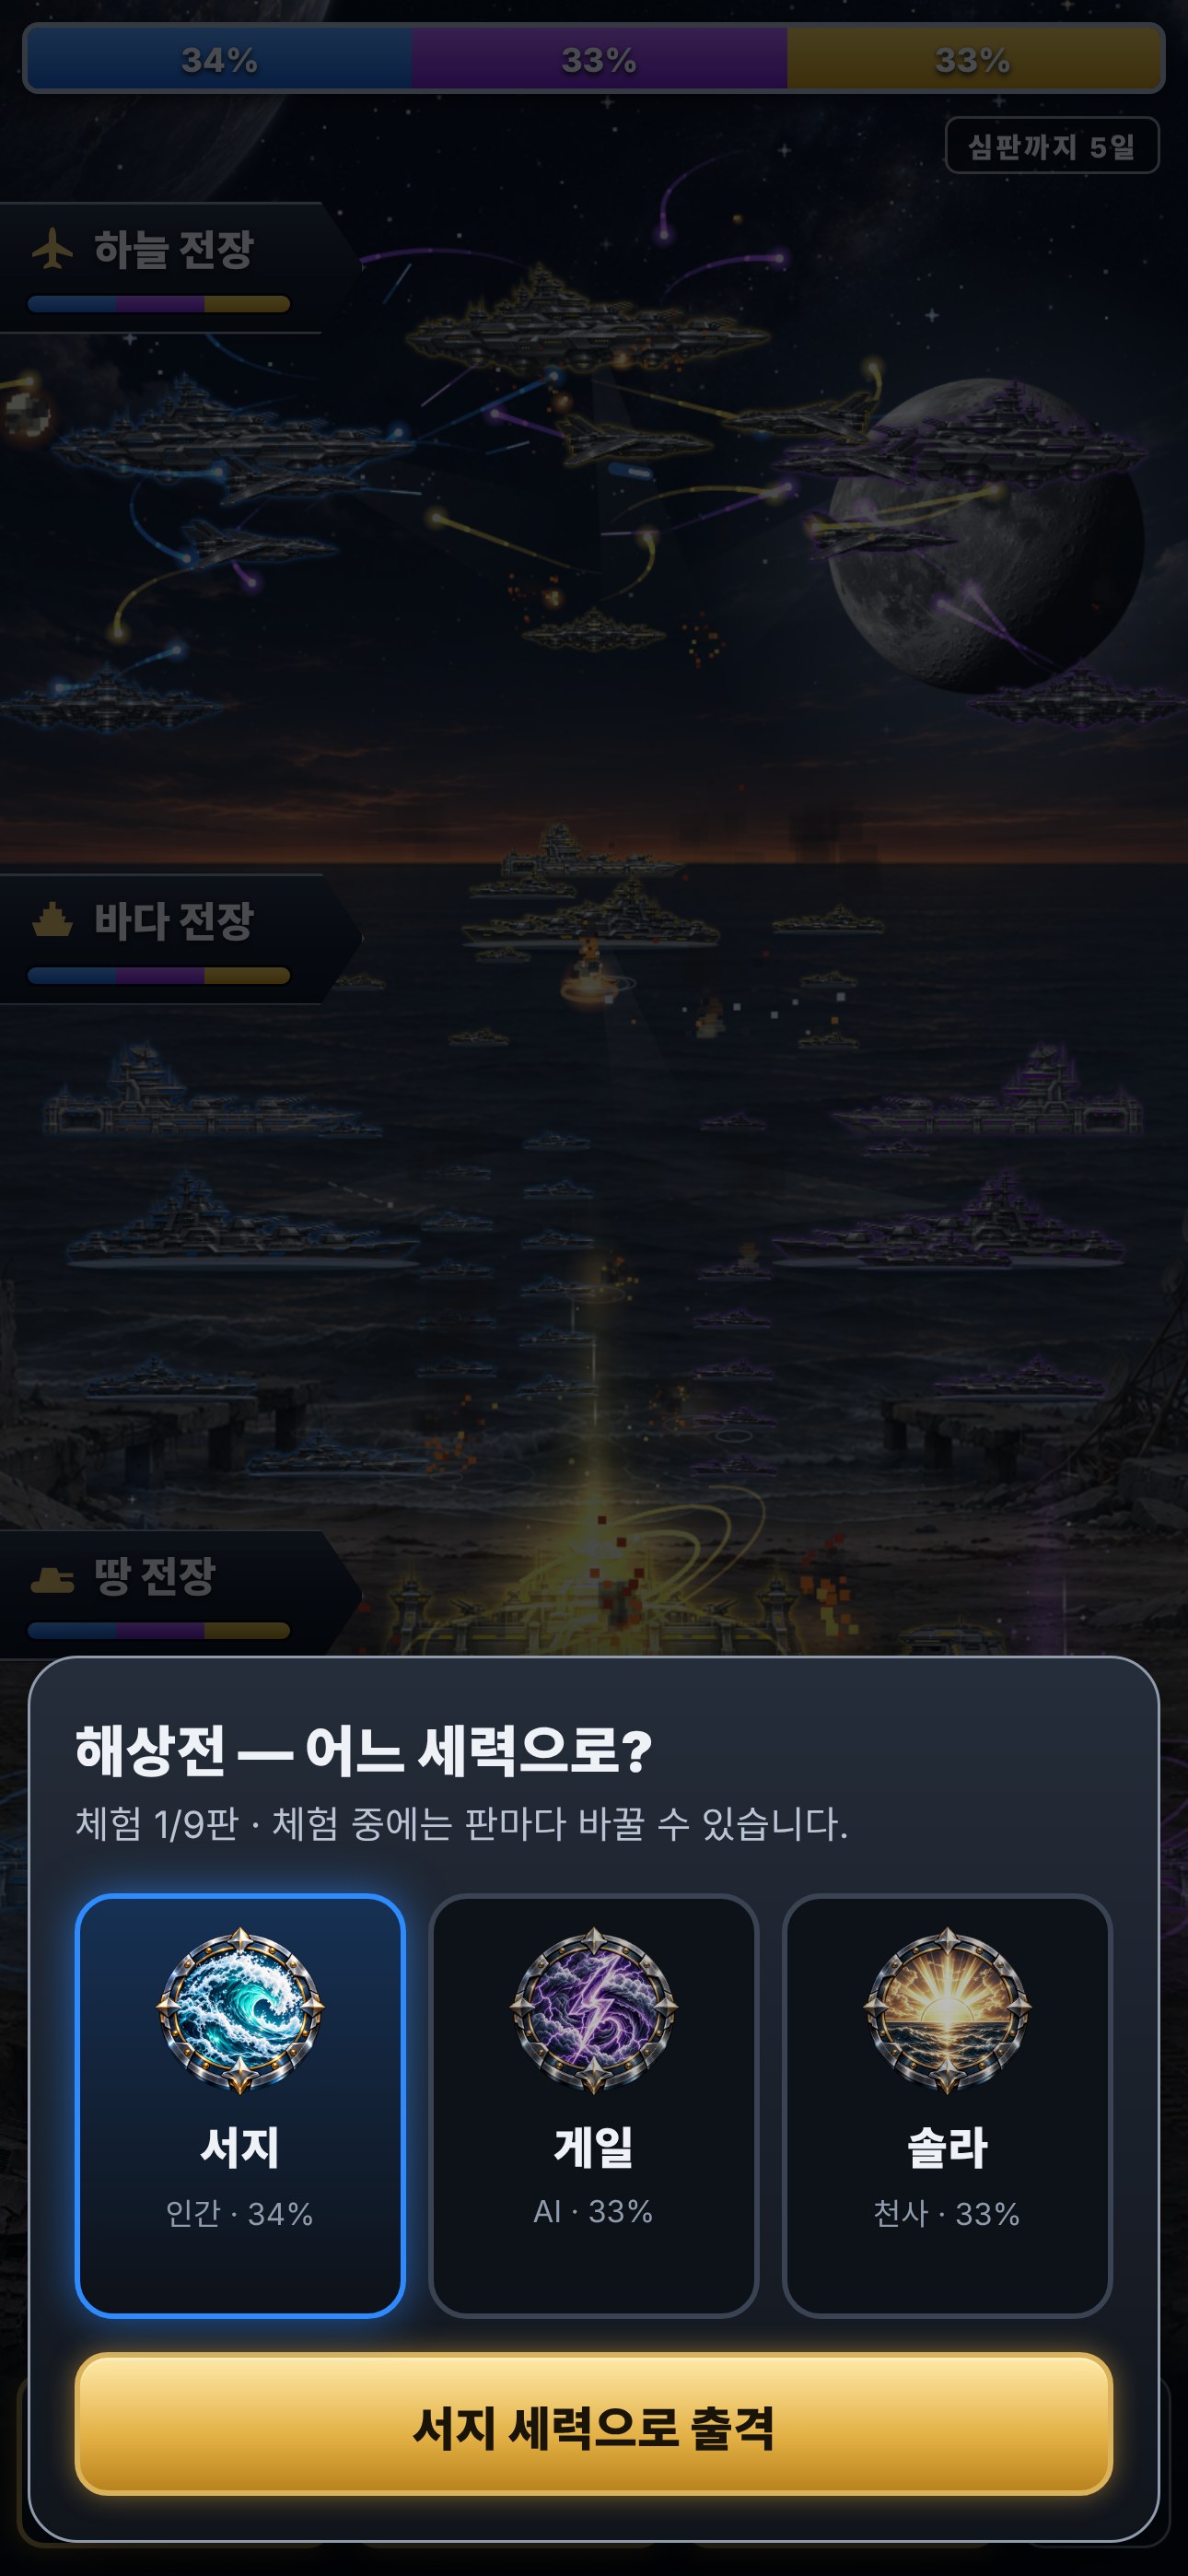 34% 33% 33%
심판까지 5일
하늘 전장
바다 전장
땅 전장
해상전 — 어느 세력으로?
체험 1/9판 · 체험 중에는 판마다 바꿀 수 있습니다.
서지 게일 솔라
인간 · 34% AI · 33% 천사 · 33%
서지 세력으로 출격